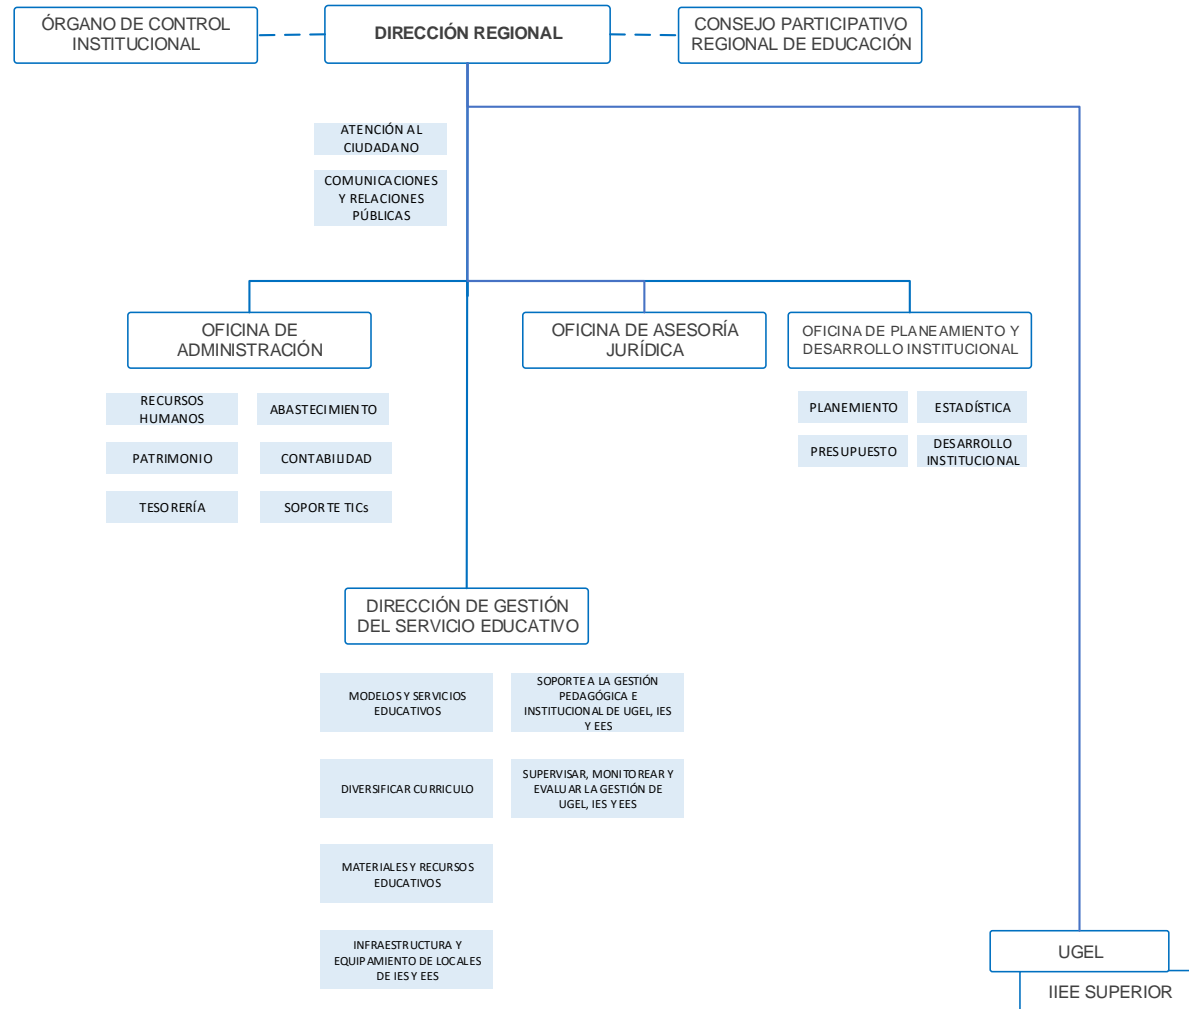 ÓRGANO DE CONTROL
INSTITUCIONAL
DIRECCIÓN REGIONAL
CONSEJO PARTICIPATIVO
REGIONAL DE EDUCACIÓN
ATENCIÓN AL
CIUDADANO
COMUNICACIONES
Y RELACIONES
PÚBLICAS
OFICINA DE
ADMINISTRACIÓN
OFICINA DE ASESORÍA
JURÍDICA
OFICINA DE PLANEAMIENTO Y
DESARROLLO INSTITUCIONAL
RECURSOS
HUMANOS
ABASTECIMIENTO
PATRIMONIO
CONTABILIDAD
TESORERÍA
SOPORTE TICs
PLANEMIENTO
ESTADÍSTICA
PRESUPUESTO
DESARROLLO
INSTITUCIONAL
DIRECCIÓN DE GESTIÓN
DEL SERVICIO EDUCATIVO
MODELOS Y SERVICIOS
EDUCATIVOS
SOPORTE A LA GESTIÓN
PEDAGÓGICA E
INSTITUCIONAL DE UGEL, IES
Y EES
DIVERSIFICAR CURRICULO
SUPERVISAR, MONITOREAR Y
EVALUAR LA GESTIÓN DE
UGEL, IES Y EES
MATERIALES Y RECURSOS
EDUCATIVOS
INFRAESTRUCTURA Y
EQUIPAMIENTO DE LOCALES
DE IES Y EES
UGEL
IIEE SUPERIOR